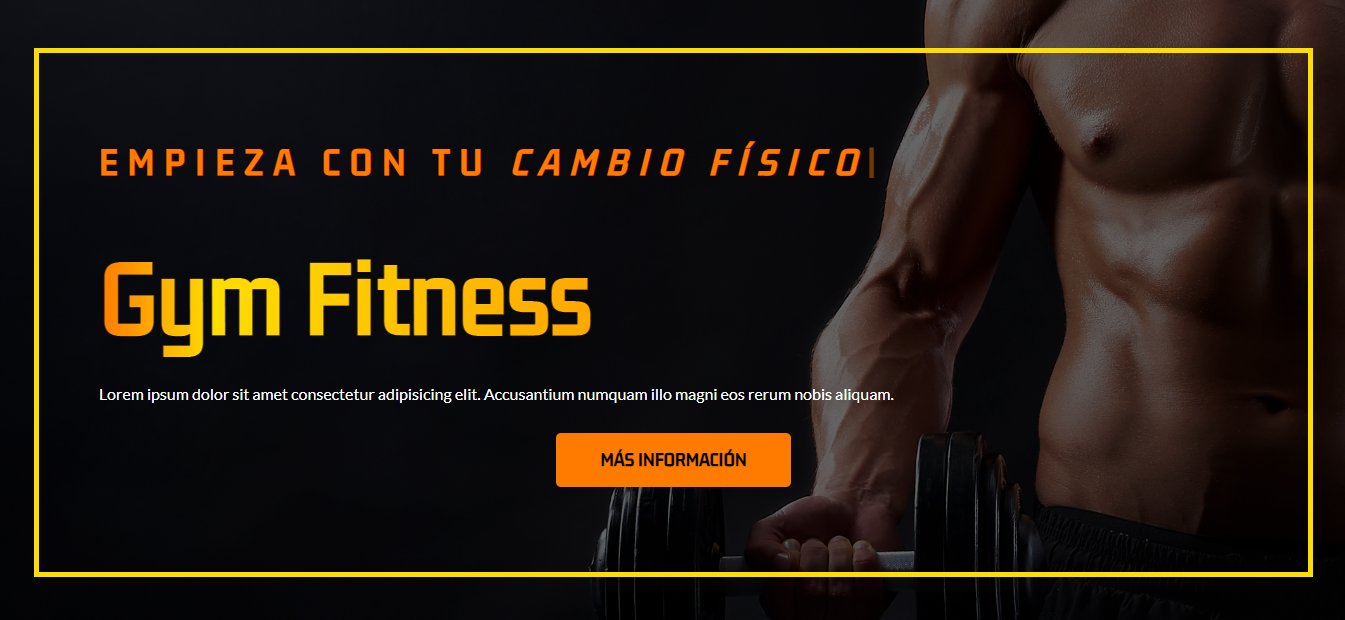 EMPIEZA CON TU CAMBIO FÍSICO|
Gym Fitness
Lorem ipsum dolor sit amet consectetur adipisicing elit. Accusantium numquam illo magni eos rerum nobis aliquam.
MÁS INFORMACIÓN